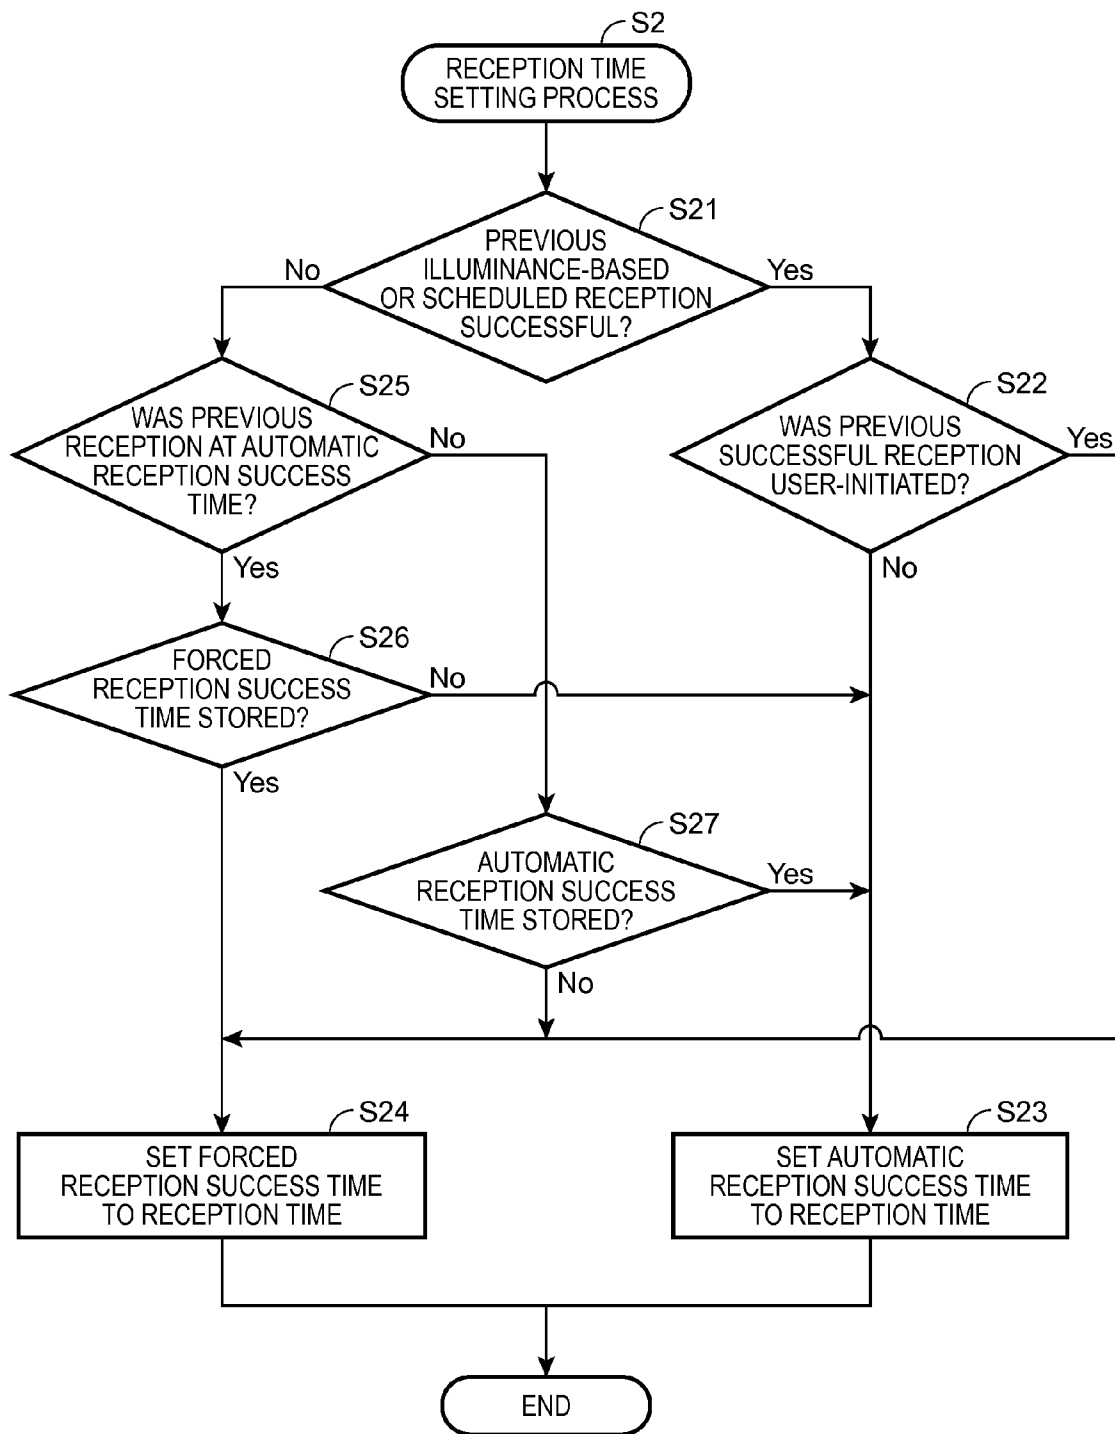 S2
RECEPTION TIME
SETTING PROCESS
S21
PREVIOUS
ILLUMINANCE-BASED
OR SCHEDULED RECEPTION
SUCCESSFUL?
No
Yes
S25
WAS PREVIOUS
RECEPTION AT AUTOMATIC
RECEPTION SUCCESS
TIME?
No
Yes
S22
WAS PREVIOUS
SUCCESSFUL RECEPTION
USER-INITIATED?
Yes
No
S26
FORCED
RECEPTION SUCCESS
TIME STORED?
No
Yes
S27
AUTOMATIC
RECEPTION SUCCESS
TIME STORED?
Yes
No
S24
SET FORCED
RECEPTION SUCCESS TIME
TO RECEPTION TIME
S23
SET AUTOMATIC
RECEPTION SUCCESS TIME
TO RECEPTION TIME
END